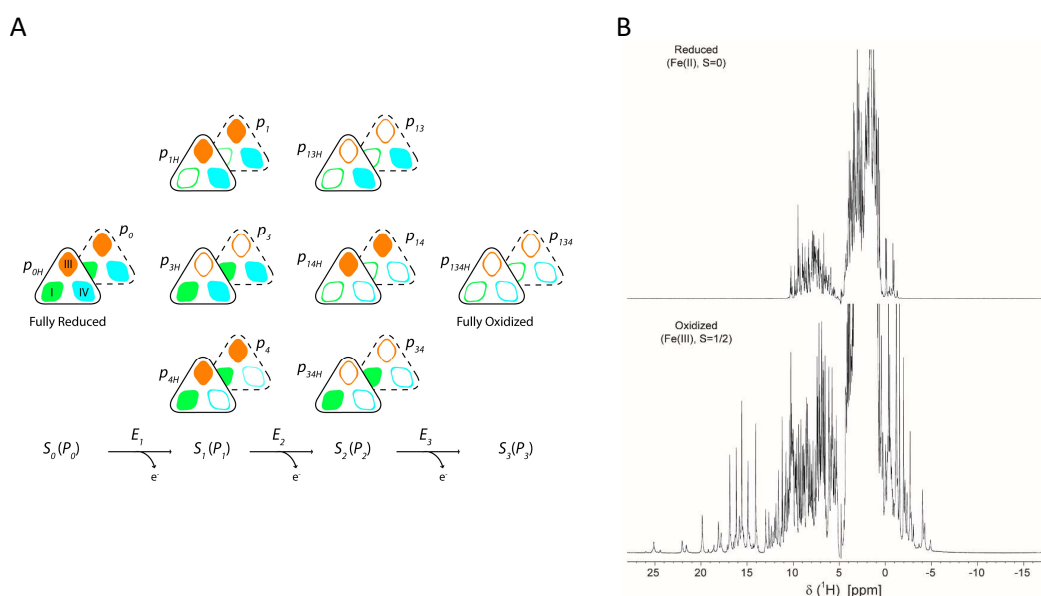 A
p1
p1H
p13
p13H
po
p0H
III
I
IV
Fully Reduced
p3
p3H
p14
p14H
p134
p134H
Fully Oxidized
p4
p4H
p34
p34H
S0(P0)
E1
e-
S1(P1)
E2
e-
S2(P2)
E3
e-
S3(P3)
B
Reduced
(Fe(II), S=0)
Oxidized
(Fe(III), S=1/2)
25 20 15 10 5 0 -5 -10 -15
δ (1H) [ppm]